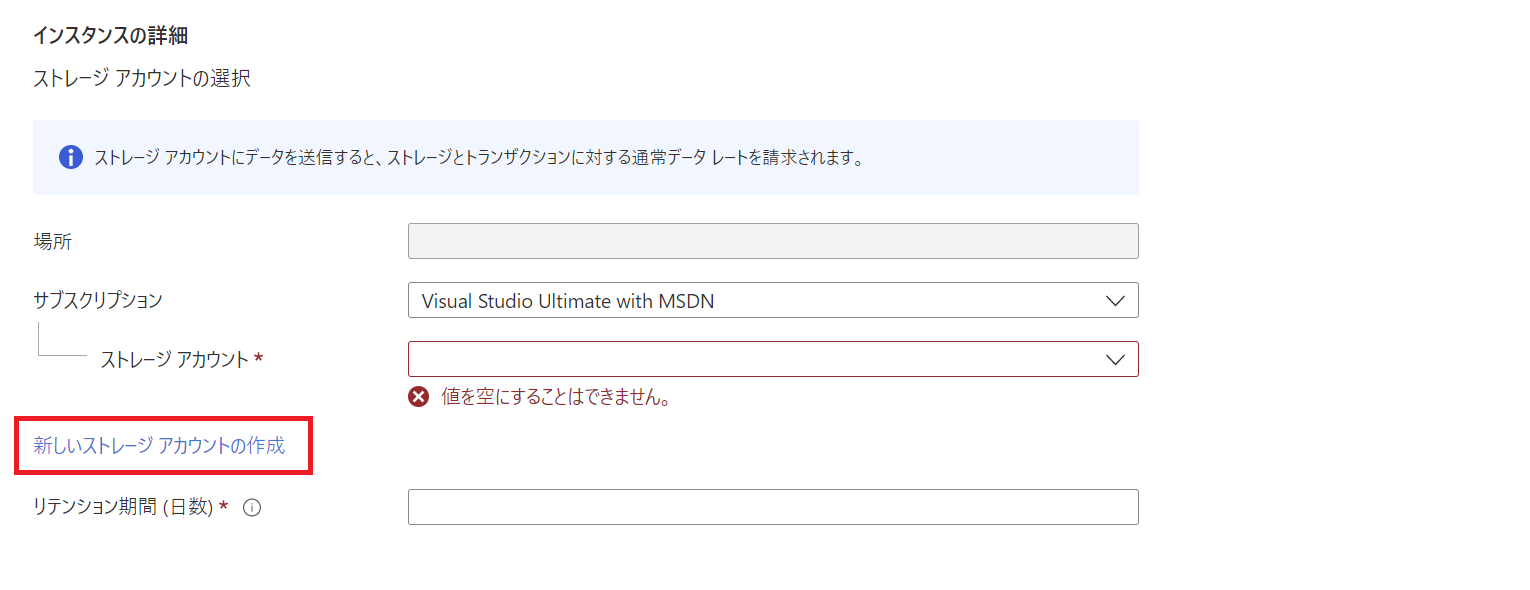 インスタンスの詳細
ストレージ アカウントの選択
ストレージ アカウントにデータを送信すると、ストレージとトランザクションに対する通常データ レートを請求されます。
場所
サブスクリプション
Visual Studio Ultimate with MSDN
ストレージ アカウント *
値を空にすることはできません。
新しいストレージ アカウントの作成
リテンション期間 (日数) *